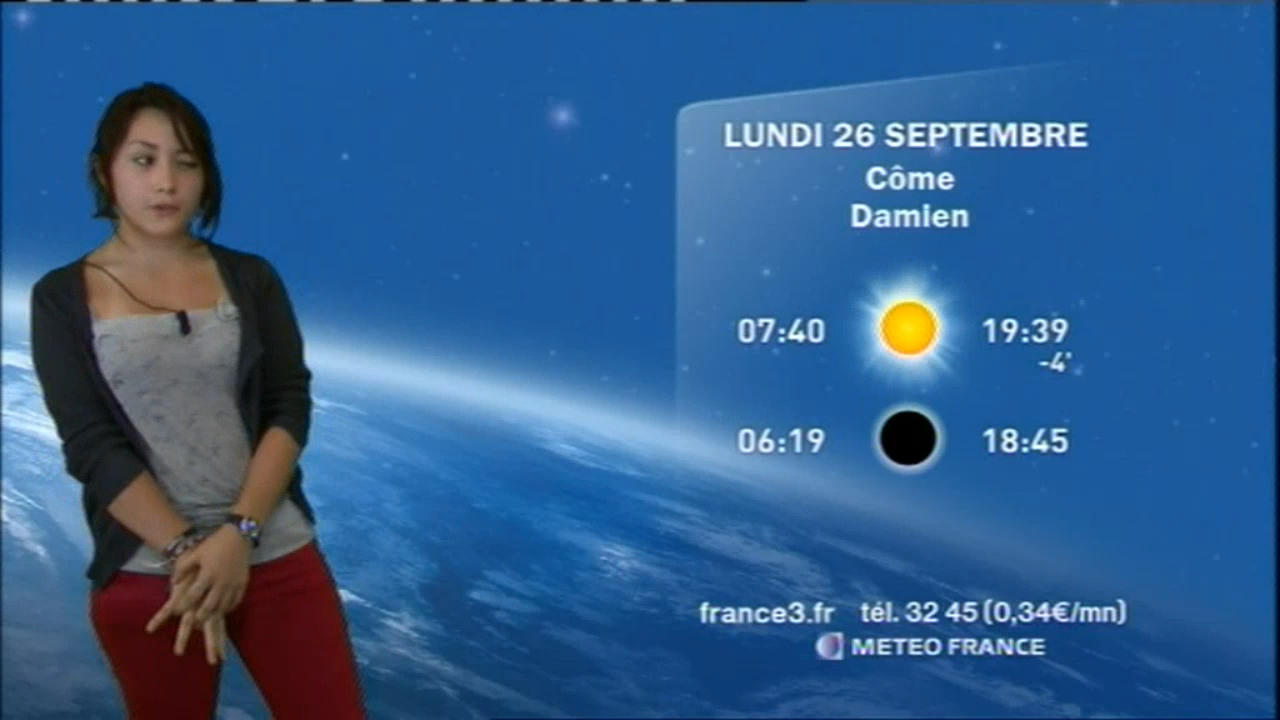 LUNDI 26 SEPTEMBRE
Côme
Damien
07:40 19:39
-4'
06:19 18:45
france3.fr tél. 32 45 (0,34€/mn)
METEO FRANCE